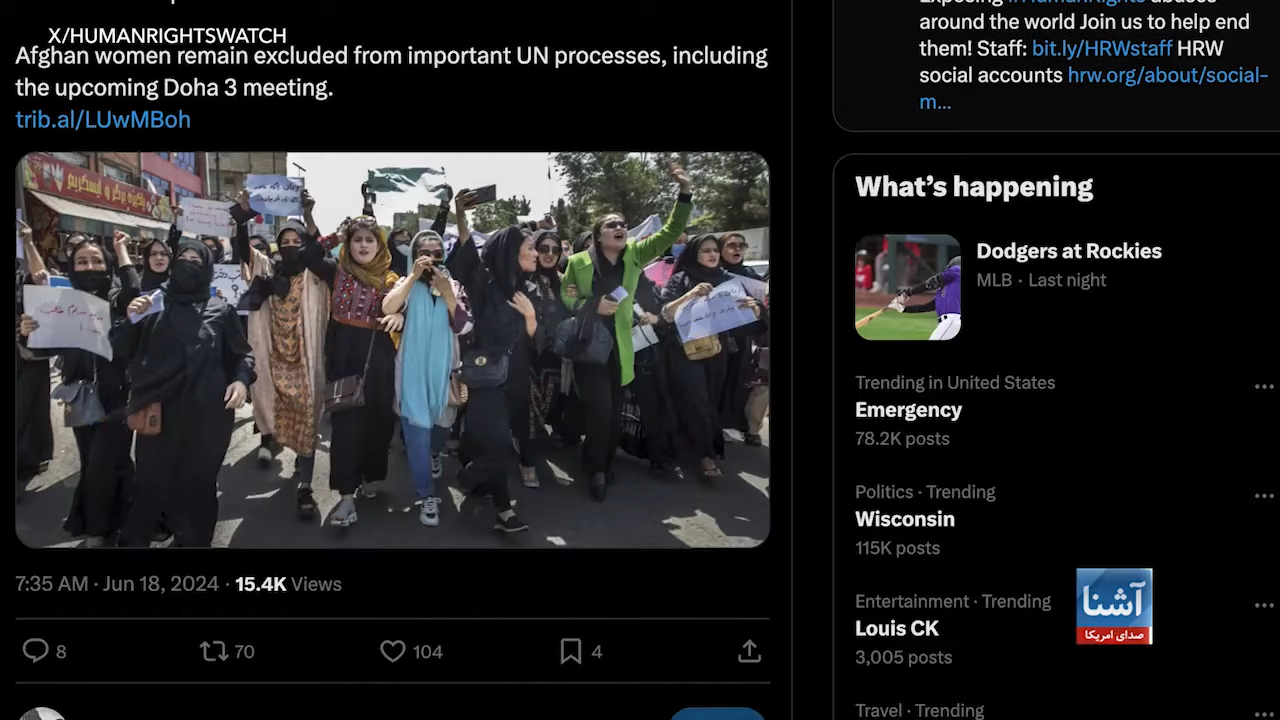 X/HUMANRIGHTSWATCH
Afghan women remain excluded from important UN processes, including
the upcoming Doha 3 meeting.
trib.al/LUwMBoh
7:35 AM · Jun 18, 2024 · 15.4K Views
8
70
104
4
around the world Join us to help end
them! Staff: bit.ly/HRWstaff HRW
social accounts hrw.org/about/social-
m...
What's happening
Dodgers at Rockies
MLB · Last night
Trending in United States
Emergency
78.2K posts
Politics · Trending
Wisconsin
115K posts
Entertainment · Trending
Louis CK
3,005 posts
Travel · Trending
آشنا
صدای امریکا